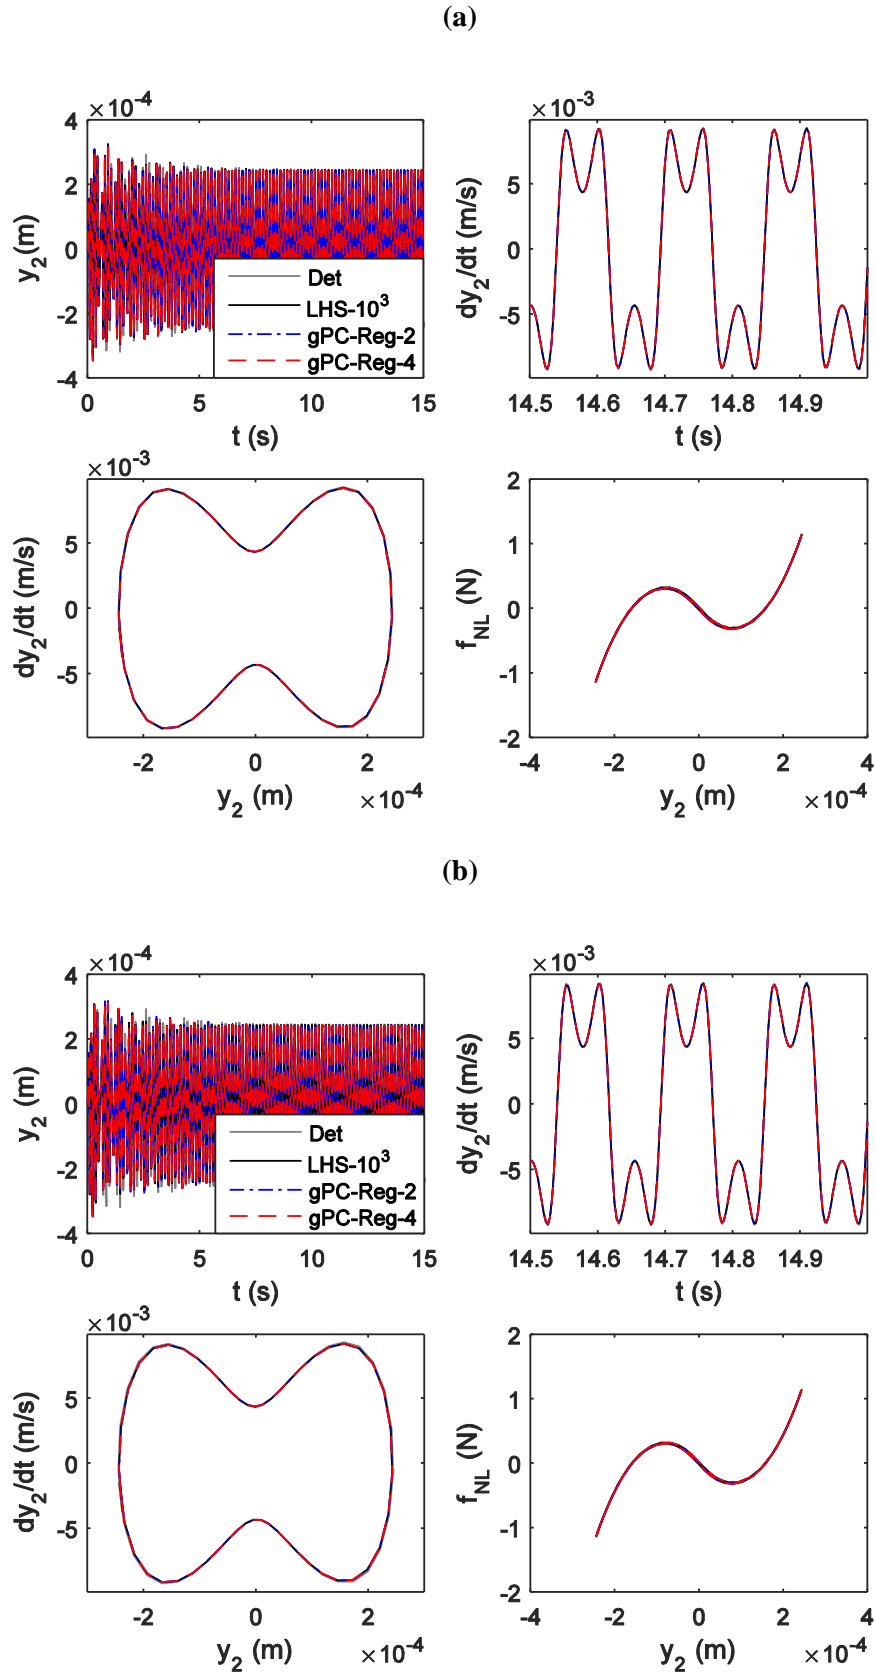 (a)
×10⁻⁴
4
2
0
-2
-4
y₂(m)
Det
LHS-10³
gPC-Reg-2
gPC-Reg-4
0 5 10 15
t (s)
×10⁻³
5
0
-5
dy₂/dt (m/s)
14.5 14.6 14.7 14.8 14.9
t (s)
×10⁻³
5
0
-5
dy₂/dt (m/s)
-2 0 2
y₂ (m) ×10⁻⁴
2
1
0
-1
-2
f_NL (N)
-4 -2 0 2 4
y₂ (m) ×10⁻⁴
(b)
×10⁻⁴
4
2
0
-2
-4
y₂ (m)
Det
LHS-10³
gPC-Reg-2
gPC-Reg-4
0 5 10 15
t (s)
×10⁻³
5
0
-5
dy₂/dt (m/s)
14.5 14.6 14.7 14.8 14.9
t (s)
×10⁻³
5
0
-5
dy₂/dt (m/s)
-2 0 2
y₂ (m) ×10⁻⁴
2
1
0
-1
-2
f_NL (N)
-4 -2 0 2 4
y₂ (m) ×10⁻⁴